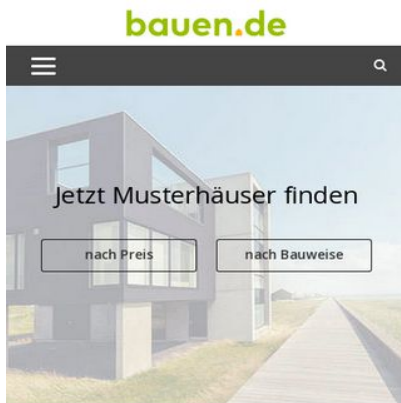 bauen.de
Jetzt Musterhäuser finden
nach Preis
nach Bauweise